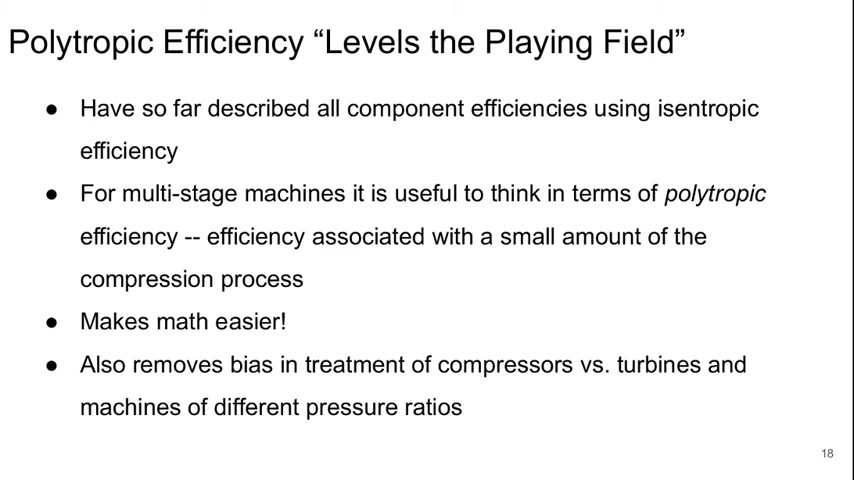 Polytropic Efficiency “Levels the Playing Field”
● Have so far described all component efficiencies using isentropic
efficiency
● For multi-stage machines it is useful to think in terms of polytropic
efficiency -- efficiency associated with a small amount of the
compression process
● Makes math easier!
● Also removes bias in treatment of compressors vs. turbines and
machines of different pressure ratios
18